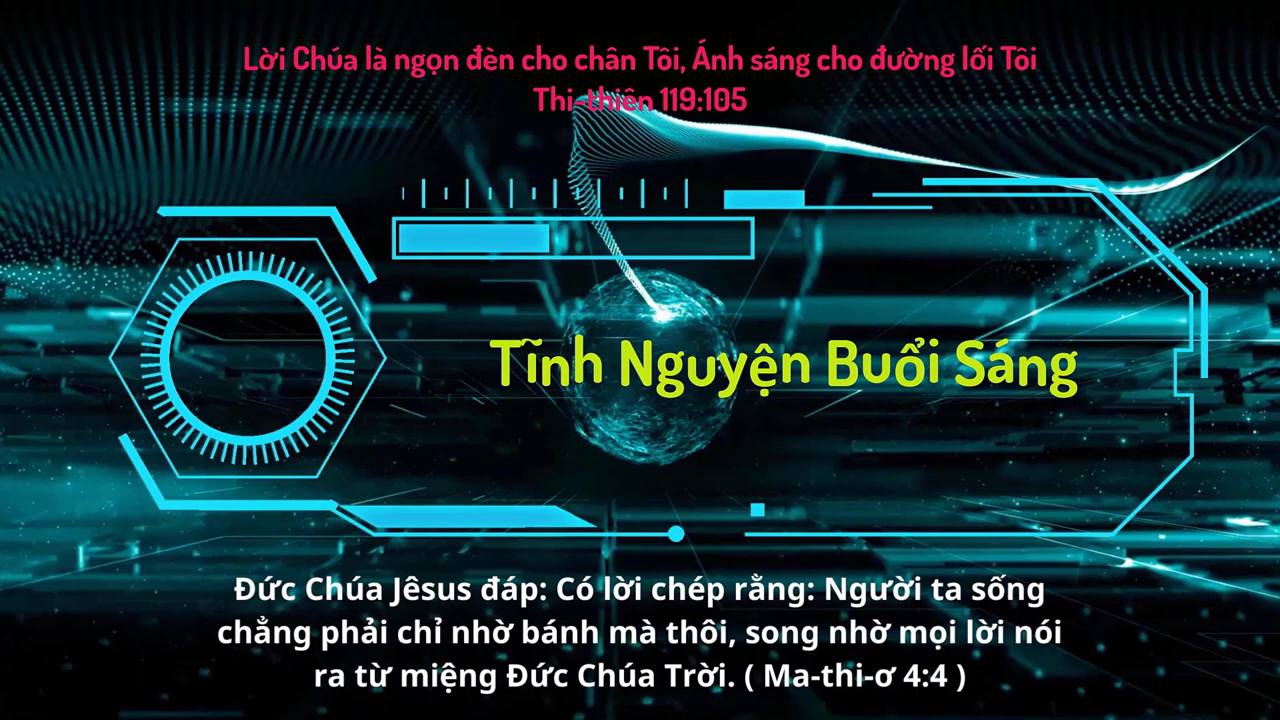 Lời Chúa là ngọn đèn cho chân Tôi, Ánh sáng cho đường lối Tôi
Thi-thiên 119:105
Tĩnh Nguyện Buổi Sáng
Đức Chúa Jêsus đáp: Có lời chép rằng: Người ta sống
chẳng phải chỉ nhờ bánh mà thôi, song nhờ mọi lời nói
ra từ miệng Đức Chúa Trời. ( Ma-thi-ơ 4:4 )